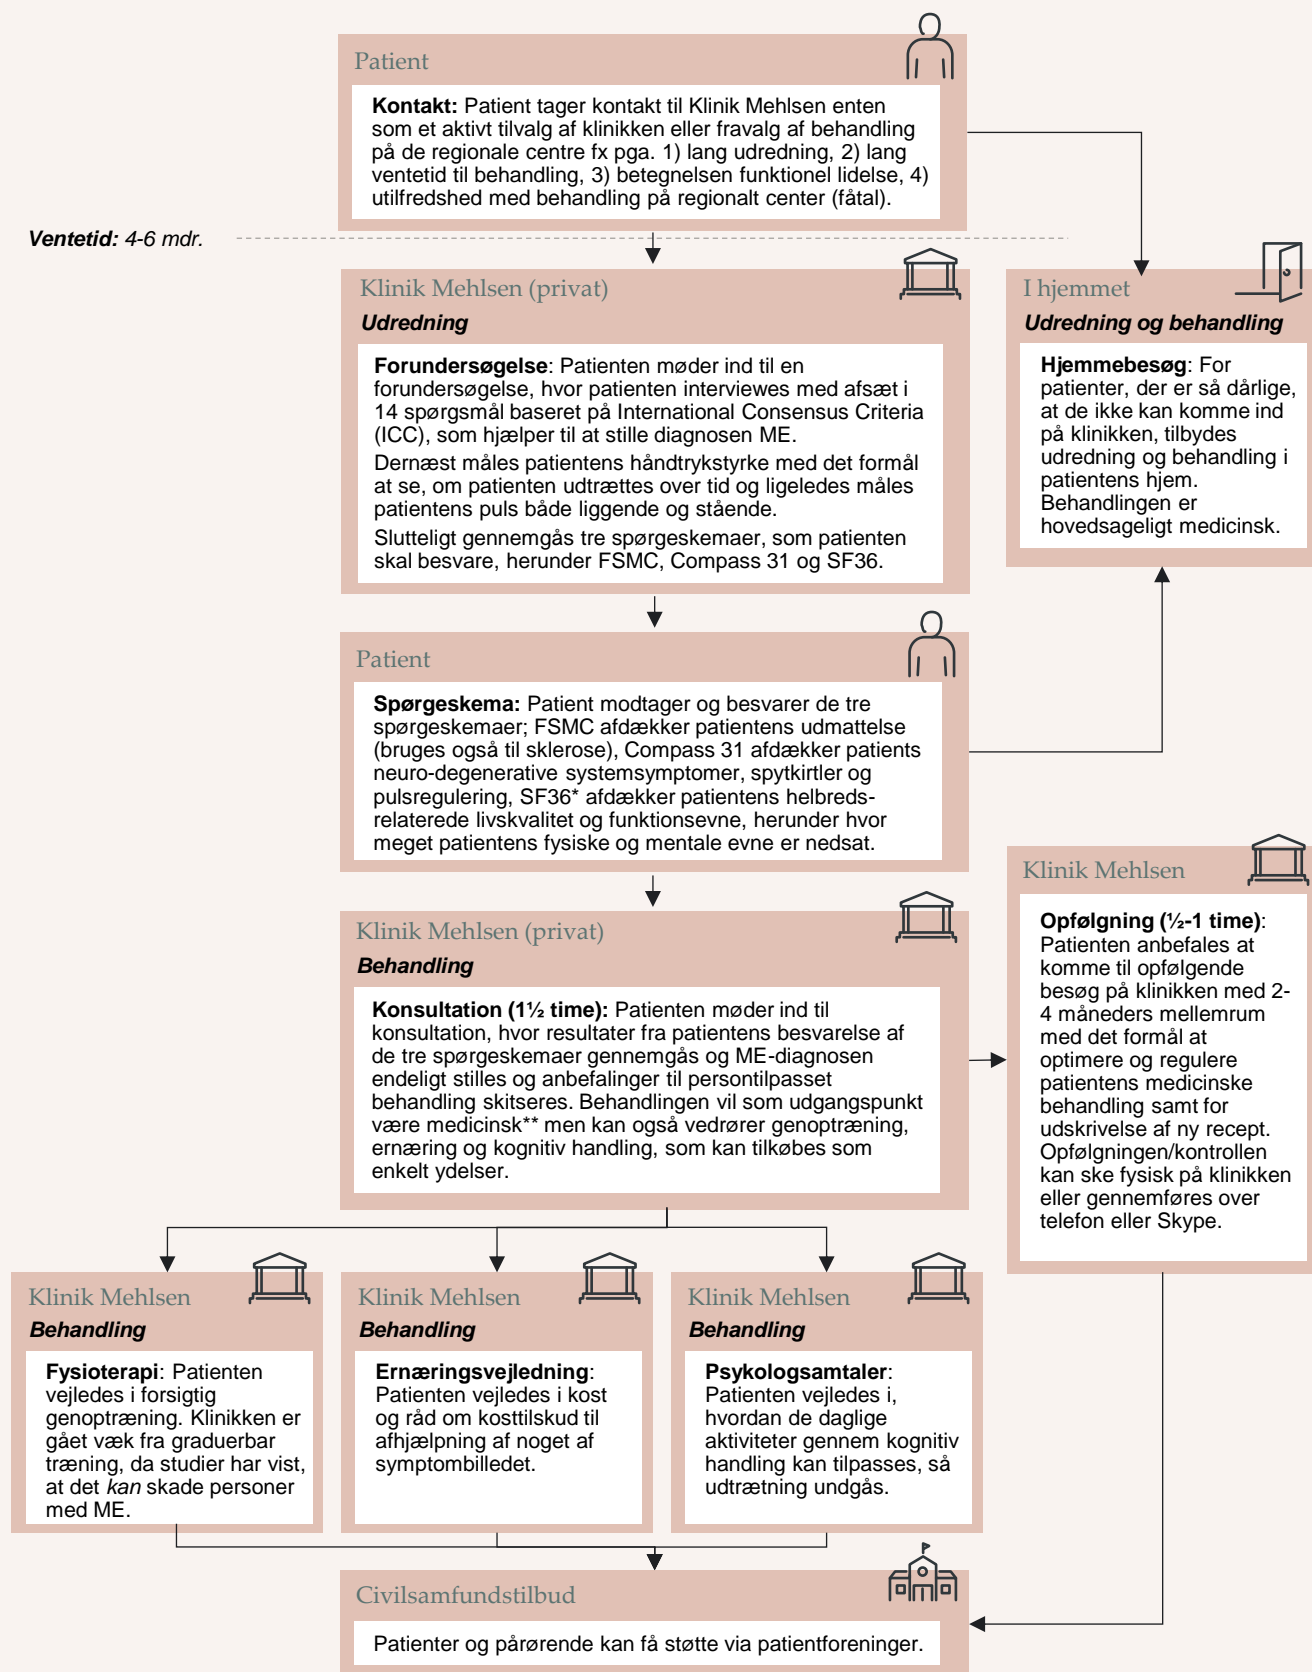 Patient
Kontakt: Patient tager kontakt til Klinik Mehlsen enten
som et aktivt tilvalg af klinikken eller fravalg af behandling
på de regionale centre fx pga. 1) lang udredning, 2) lang
ventetid til behandling, 3) betegnelsen funktionel lidelse, 4)
utilfredshed med behandling på regionalt center (fåtal).
Ventetid: 4-6 mdr.
Klinik Mehlsen (privat)
Udredning
Forundersøgelse: Patienten møder ind til en
forundersøgelse, hvor patienten interviewes med afsæt i
14 spørgsmål baseret på International Consensus Criteria
(ICC), som hjælper til at stille diagnosen ME.
Dernæst måles patientens håndtrykstyrke med det formål
at se, om patienten udtrættes over tid og ligeledes måles
patientens puls både liggende og stående.
Slutteligt gennemgås tre spørgeskemaer, som patienten
skal besvare, herunder FSMC, Compass 31 og SF36.
I hjemmet
Udredning og behandling
Hjemmebesøg: For
patienter, der er så dårlige,
at de ikke kan komme ind
på klinikken, tilbydes
udredning og behandling i
patientens hjem.
Behandlingen er
hovedsageligt medicinsk.
Patient
Spørgeskema: Patient modtager og besvarer de tre
spørgeskemaer; FSMC afdækker patientens udmattelse
(bruges også til sklerose), Compass 31 afdækker patients
neuro-degenerative systemsymptomer, spytkirtler og
pulsregulering, SF36* afdækker patientens helbreds-
relaterede livskvalitet og funktionsevne, herunder hvor
meget patientens fysiske og mentale evne er nedsat.
Klinik Mehlsen (privat)
Behandling
Konsultation (1½ time): Patienten møder ind til
konsultation, hvor resultater fra patientens besvarelse af
de tre spørgeskemaer gennemgås og ME-diagnosen
endeligt stilles og anbefalinger til persontilpasset
behandling skitseres. Behandlingen vil som udgangspunkt
være medicinsk** men kan også vedrører genoptræning,
ernæring og kognitiv handling, som kan tilkøbes som
enkelt ydelser.
Klinik Mehlsen
Opfølgning (½-1 time):
Patienten anbefales at
komme til opfølgende
besøg på klinikken med 2-
4 måneders mellemrum
med det formål at
optimere og regulere
patientens medicinske
behandling samt for
udskrivelse af ny recept.
Opfølgningen/kontrollen
kan ske fysisk på klinikken
eller gennemføres over
telefon eller Skype.
Klinik Mehlsen
Behandling
Fysioterapi: Patienten
vejledes i forsigtig
genoptræning. Klinikken er
gået væk fra graduerbar
træning, da studier har vist,
at det kan skade personer
med ME.
Klinik Mehlsen
Behandling
Ernæringsvejledning:
Patienten vejledes i kost
og råd om kosttilskud til
afhjælpning af noget af
symptombilledet.
Klinik Mehlsen
Behandling
Psykologsamtaler:
Patienten vejledes i,
hvordan de daglige
aktiviteter gennem kognitiv
handling kan tilpasses, så
udtrætning undgås.
Civilsamfundstilbud
Patienter og pårørende kan få støtte via patientforeninger.